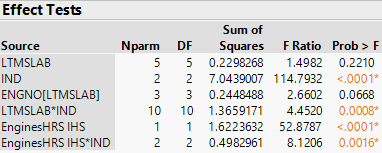 Effect Tests
Sum of
Source Nparm DF Squares F Ratio Prob > F
LTMSLAB 5 5 0.2298268 1.4982 0.2210
IND 2 2 7.0439007 114.7932 <.0001*
ENGNO[LTMSLAB] 3 3 0.2448488 2.6602 0.0668
LTMSLAB*IND 10 10 1.3659171 4.4520 0.0008*
EnginesHRS IHS 1 1 1.6223632 52.8787 <.0001*
EnginesHRS IHS*IND 2 2 0.4982961 8.1206 0.0016*